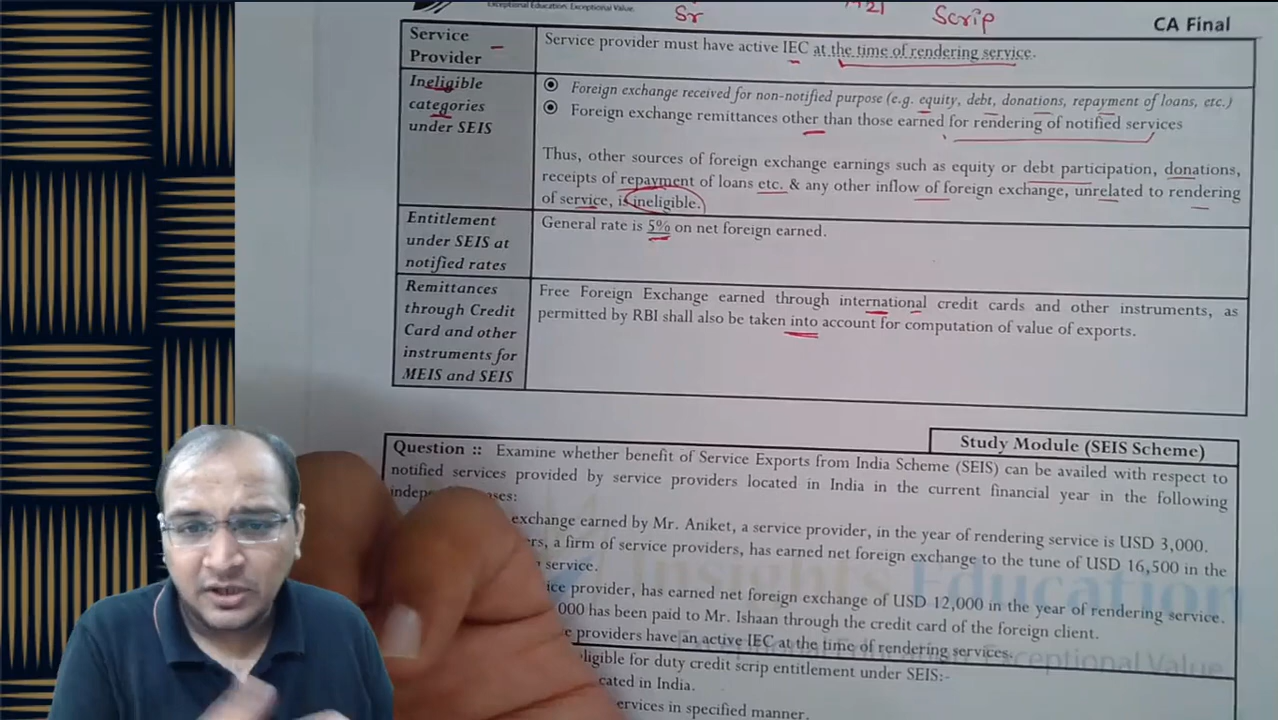 Exceptional Education. Exceptional Value.
Sr
Scrip
CA Final
Service Provider
Service provider must have active IEC at the time of rendering service.
Ineligible categories under SEIS
Foreign exchange received for non-notified purpose (e.g. equity, debt, donations, repayment of loans, etc.)
Foreign exchange remittances other than those earned for rendering of notified services
Thus, other sources of foreign exchange earnings such as equity or debt participation, donations,
receipts of repayment of loans etc. & any other inflow of foreign exchange, unrelated to rendering
of service, is ineligible.
Entitlement under SEIS at notified rates
General rate is 5% on net foreign earned.
Remittances through Credit Card and other instruments for MEIS and SEIS
Free Foreign Exchange earned through international credit cards and other instruments, as
permitted by RBI shall also be taken into account for computation of value of exports.
Study Module (SEIS Scheme)
Question :: Examine whether benefit of Service Exports from India Scheme (SEIS) can be availed with respect to
notified services provided by service providers located in India in the current financial year in the following
exchange earned by Mr. Aniket, a service provider, in the year of rendering service is USD 3,000.
a firm of service providers, has earned net foreign exchange to the tune of USD 16,500 in the
service.
provider, has earned net foreign exchange of USD 12,000 in the year of rendering service.
has been paid to Mr. Ishaan through the credit card of the foreign client.
providers have an active IEC at the time of rendering services.
for duty credit scrip entitlement under SEIS:-
in India.
in specified manner.
Insights Education
Exceptional Value